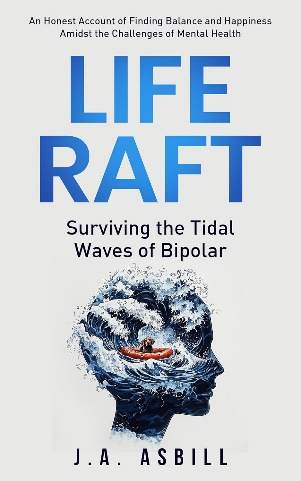 An Honest Account of Finding Balance and Happiness
Amidst the Challenges of Mental Health
LIFE
RAFT
Surviving the Tidal
Waves of Bipolar
J.A. ASBILL